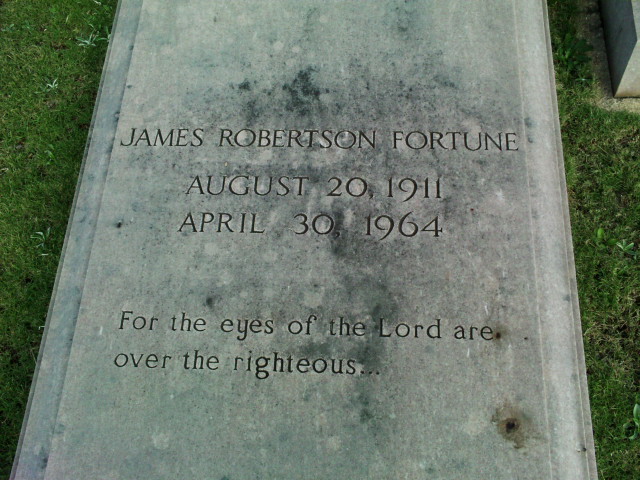 JAMES ROBERTSON FORTUNE
AUGUST 20, 1911
APRIL 30, 1964
For the eyes of the Lord are
over the righteous...